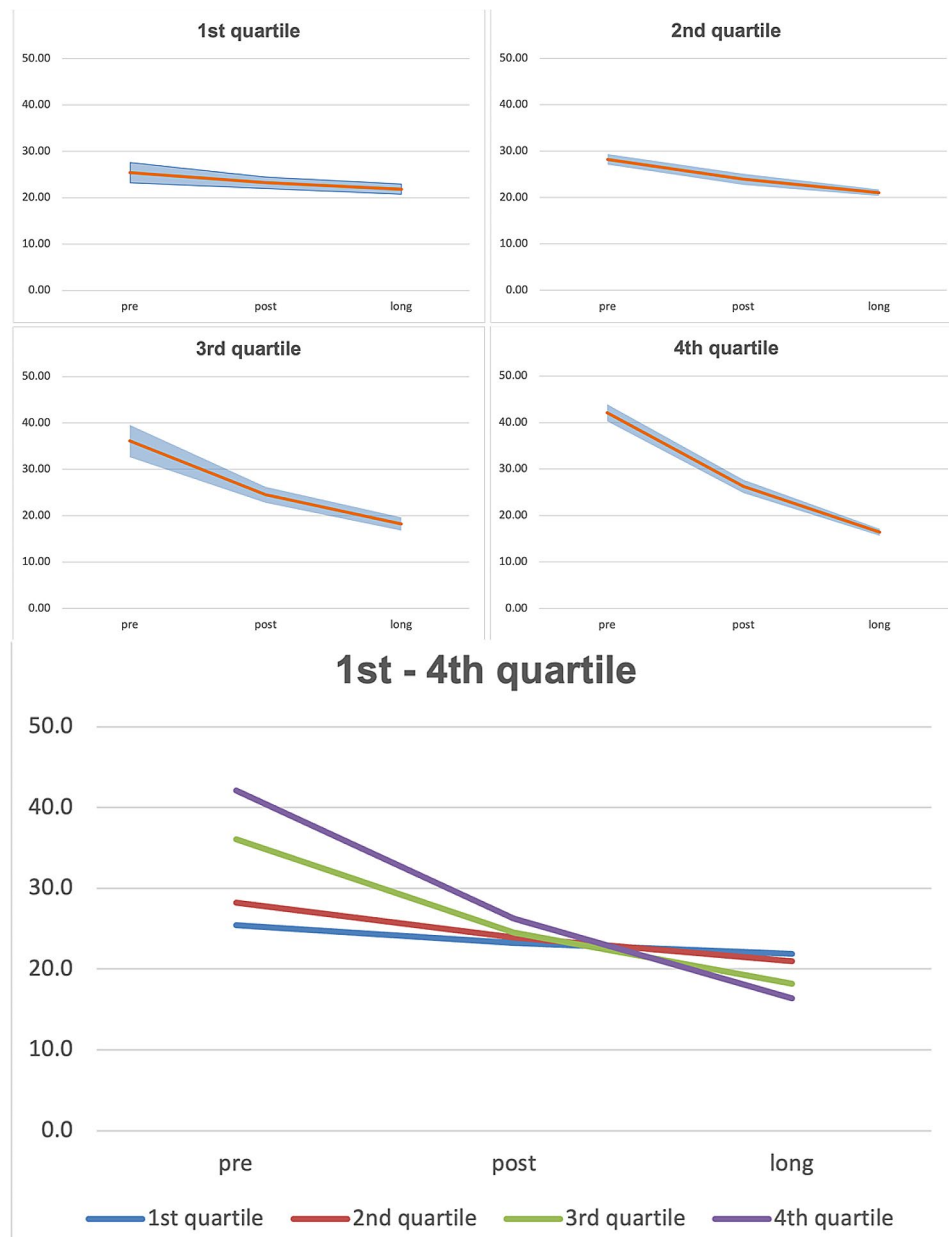 1st quartile
50.00
40.00
30.00
20.00
10.00
0.00
pre post long
2nd quartile
50.00
40.00
30.00
20.00
10.00
0.00
pre post long
3rd quartile
50.00
40.00
30.00
20.00
10.00
0.00
pre post long
4th quartile
50.00
40.00
30.00
20.00
10.00
0.00
pre post long
1st - 4th quartile
50.0
40.0
30.0
20.0
10.0
0.0
pre post long
1st quartile 2nd quartile 3rd quartile 4th quartile